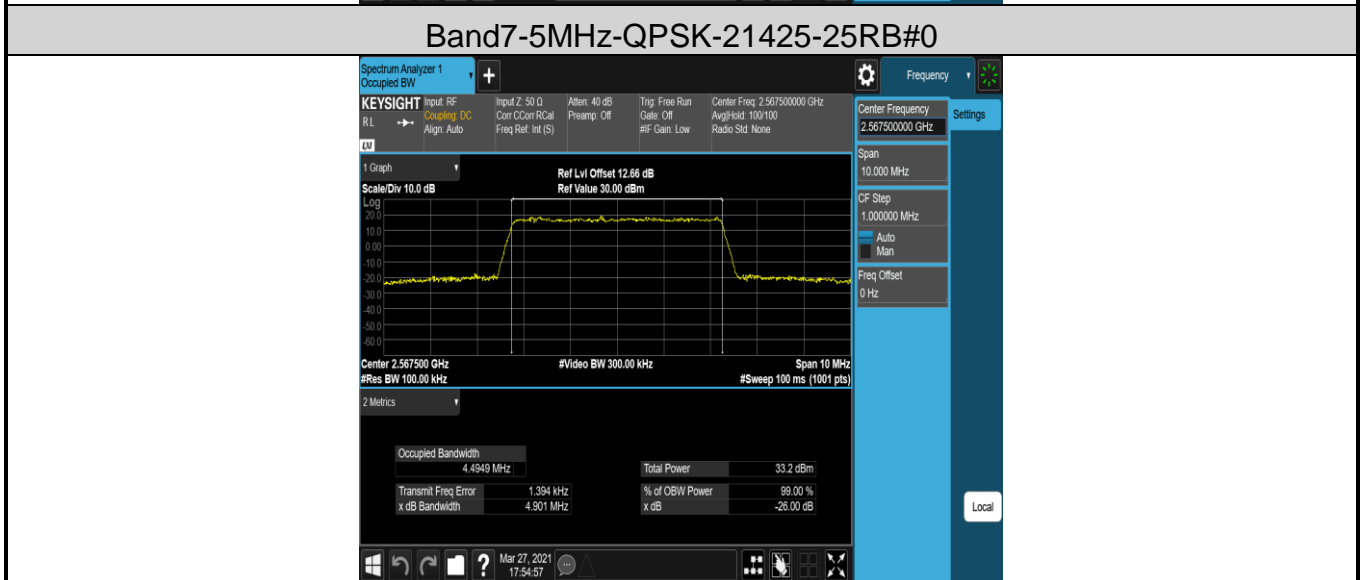 Band7-5MHz-QPSK-21425-25RB#0
Spectrum Analyzer 1
Occupied BW
+
Frequency
KEYSIGHT
RL
LXI
Input: RF
Coupling: DC
Align: Auto
Input Z: 50 Ω
Corr CCorr RCal
Freq Ref: Int (S)
Atten: 40 dB
Preamp: Off
Trig: Free Run
Gate: Off
#IF Gain: Low
Center Freq: 2.567500000 GHz
Avg|Hold: 100/100
Radio Std: None
Center Frequency
2.567500000 GHz
Settings
Span
10.000 MHz
CF Step
1.000000 MHz
Auto
Man
Freq Offset
0 Hz
1 Graph
Ref Lvl Offset 12.66 dB
Scale/Div 10.0 dB
Ref Value 30.00 dBm
Log
20.0
10.0
0.00
-10.0
-20.0
-30.0
-40.0
-50.0
-60.0
Center 2.567500 GHz
#Video BW 300.00 kHz
Span 10 MHz
#Res BW 100.00 kHz
#Sweep 100 ms (1001 pts)
2 Metrics
Occupied Bandwidth
4.4949 MHz
Total Power 33.2 dBm
Transmit Freq Error 1.394 kHz
% of OBW Power 99.00 %
x dB Bandwidth 4.901 MHz
x dB -26.00 dB
Local
?
Mar 27, 2021
17:54:57